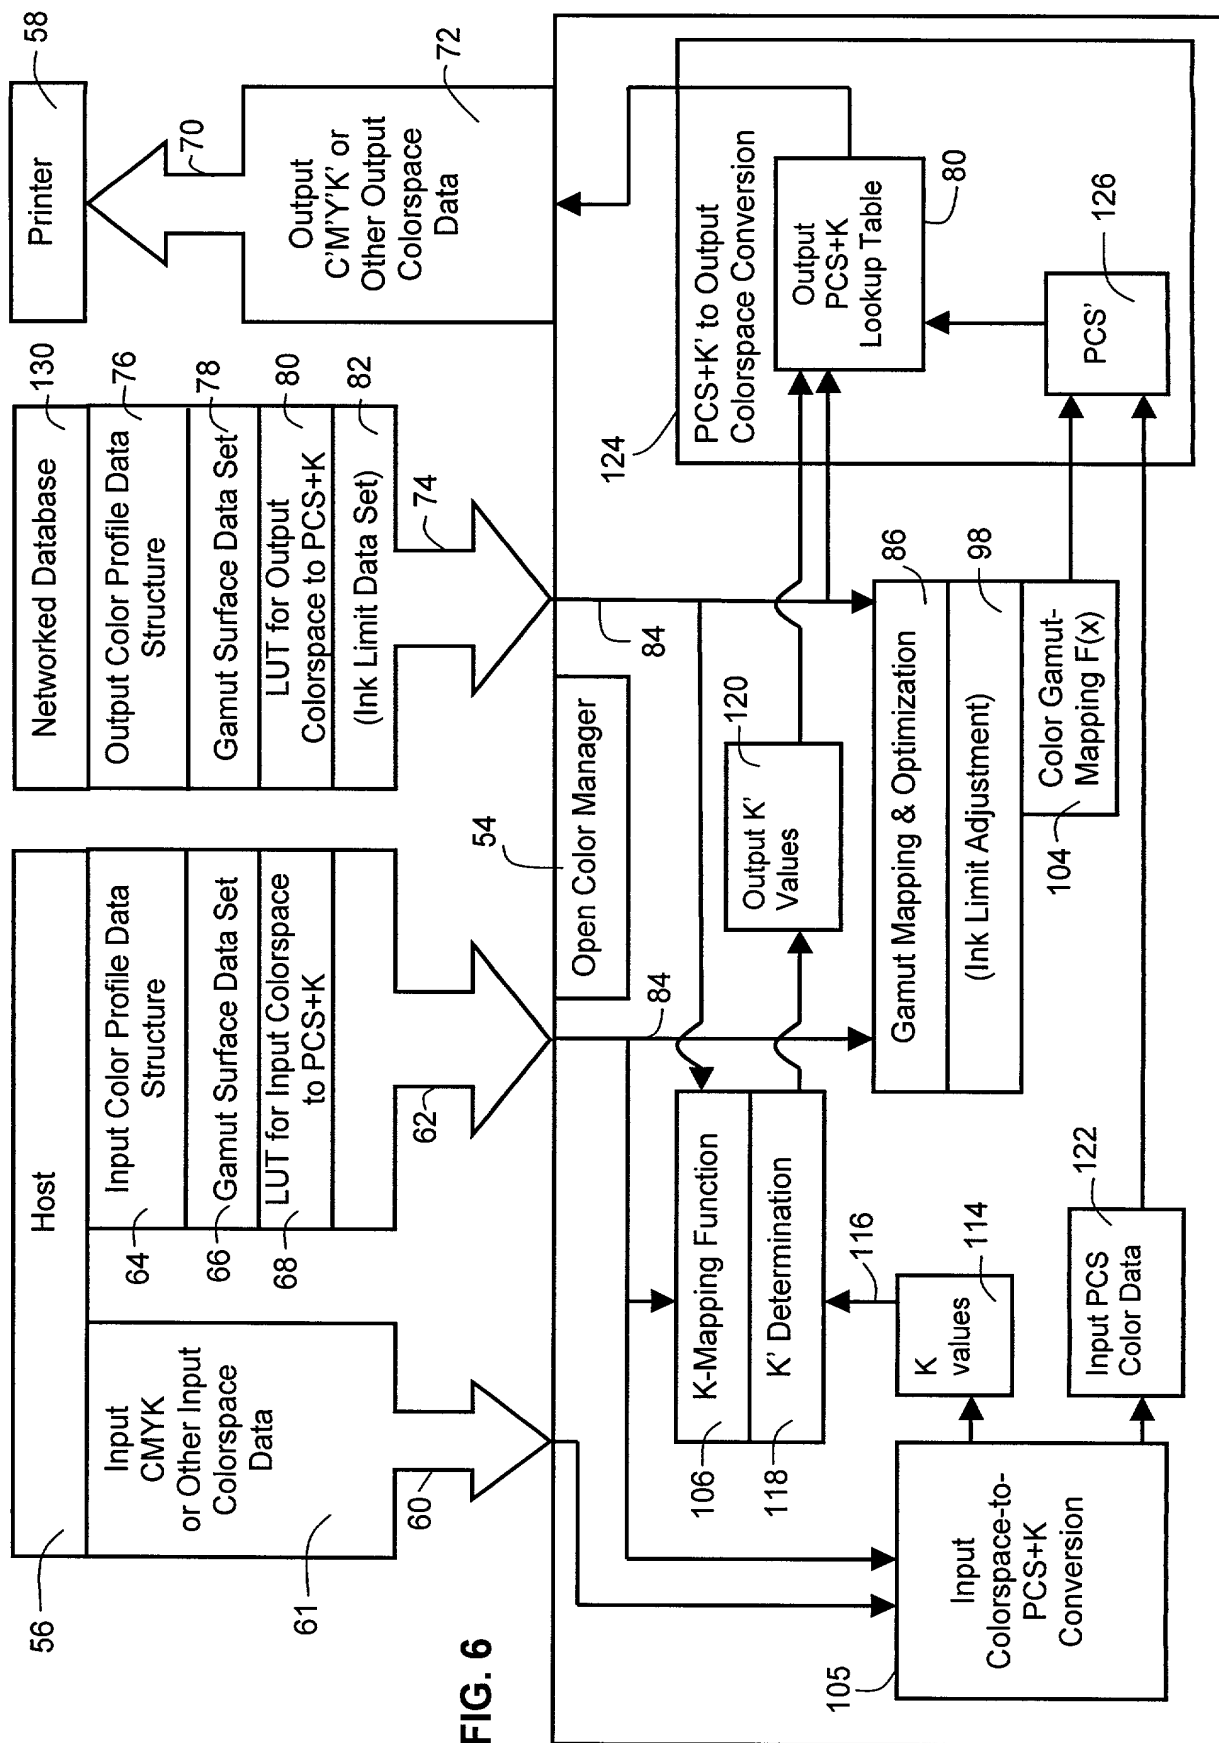 Host
56
Input
CMYK
or Other Input
Colorspace
Data
61
60
Input Color Profile Data
Structure
64
Gamut Surface Data Set
66
LUT for Input Colorspace
to PCS+K
68
62
Networked Database
130
Output Color Profile Data
Structure
76
Gamut Surface Data Set
78
LUT for Output
Colorspace to PCS+K
80
(Ink Limit Data Set)
82
74
Printer
58
70
Output
C'M'Y'K' or
Other Output
Colorspace
Data
72
FIG. 6
Open Color Manager
54
84
84
K-Mapping Function
106
K' Determination
118
116
Output K'
Values
120
PCS+K' to Output
Colorspace Conversion
124
Output
PCS+K
Lookup Table
80
PCS'
126
Gamut Mapping & Optimization
86
(Ink Limit Adjustment)
98
Color Gamut-
Mapping F(x)
104
Input
Colorspace-to-
PCS+K
Conversion
105
K
values
114
Input PCS
Color Data
122